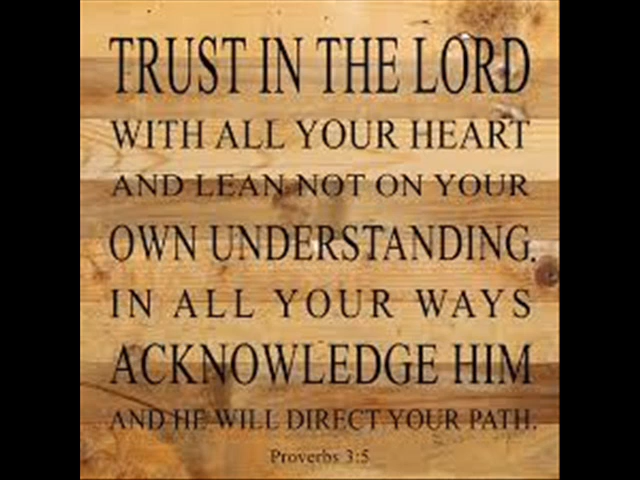 TRUST IN THE LORD
WITH ALL YOUR HEART
AND LEAN NOT ON YOUR
OWN UNDERSTANDING.
IN ALL YOUR WAYS
ACKNOWLEDGE HIM
AND HE WILL DIRECT YOUR PATH.
Proverbs 3:5